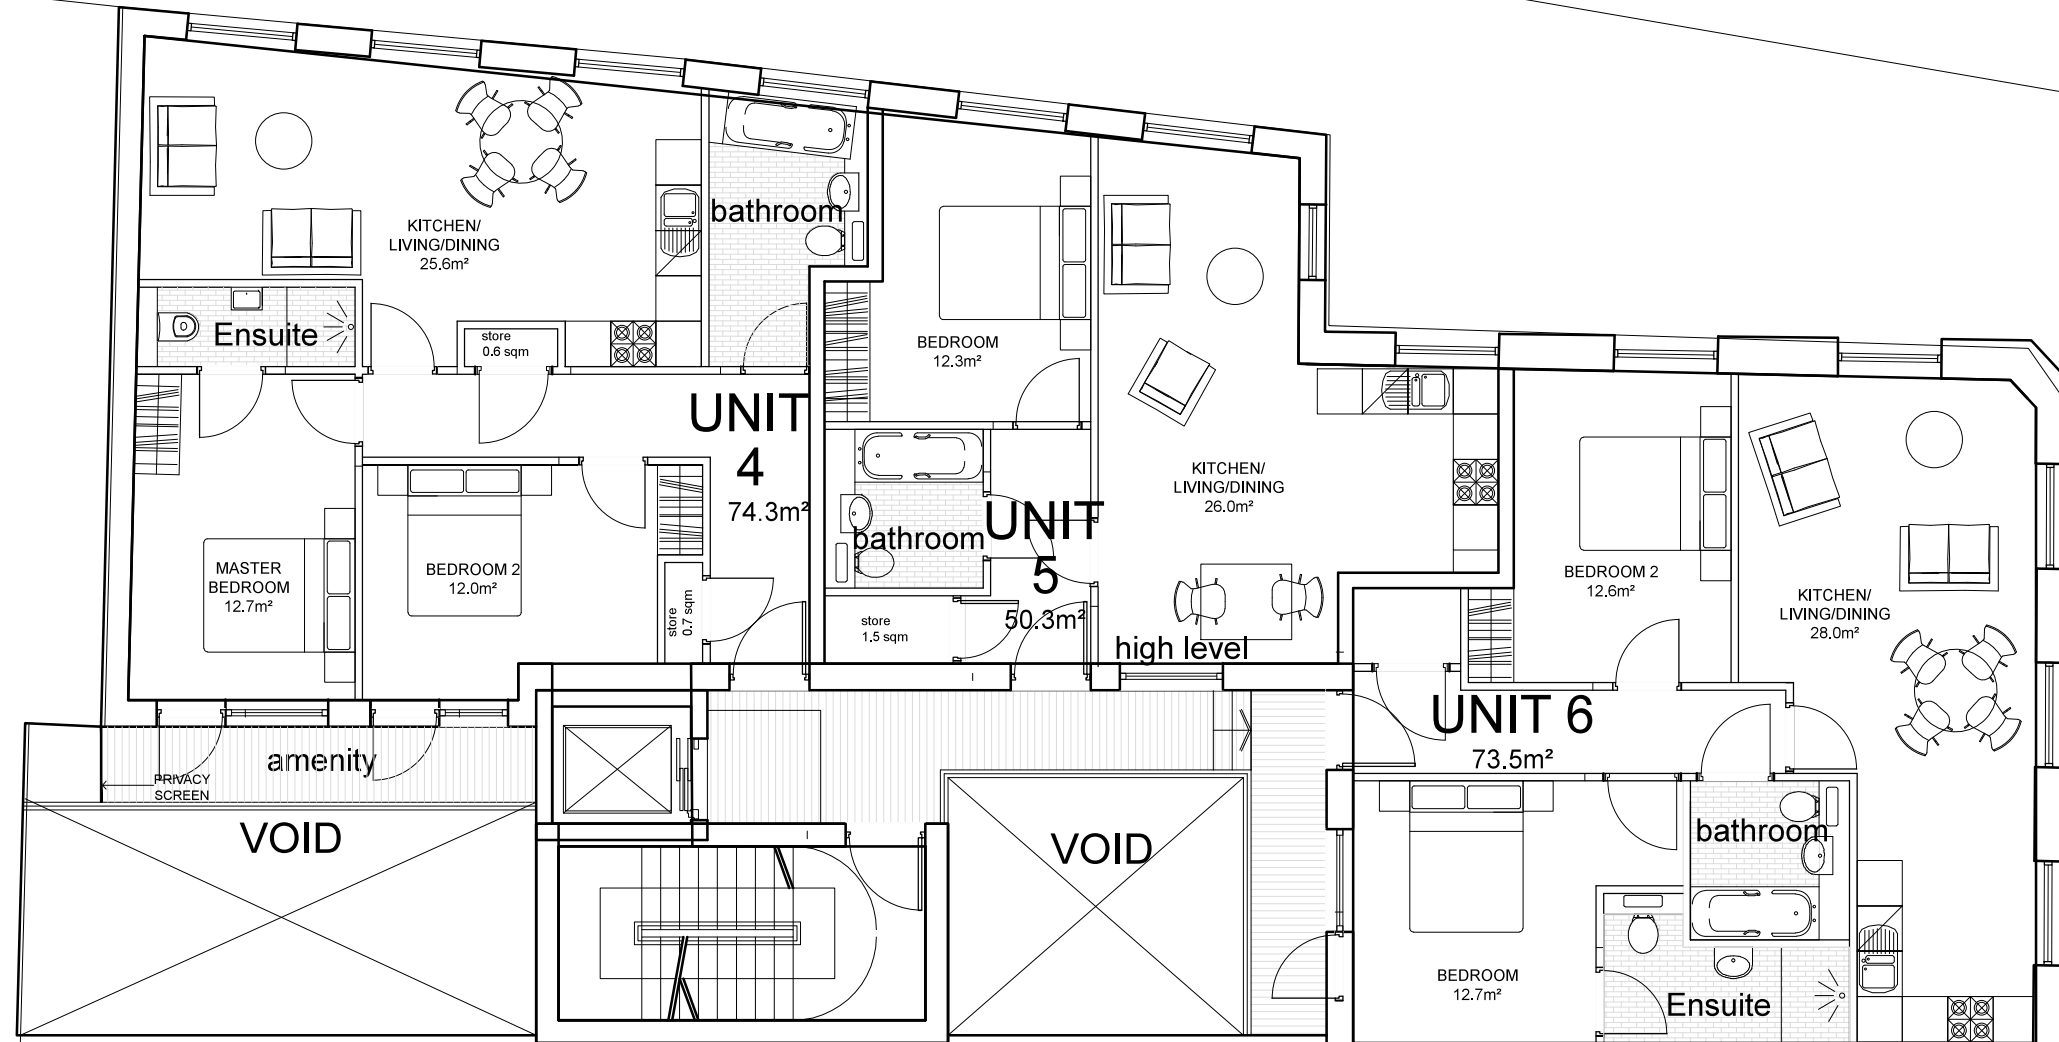 KITCHEN/
LIVING/DINING
25.6m²
bathroom
Ensuite
store
0.6 sqm
UNIT
4
74.3m²
MASTER
BEDROOM
12.7m²
BEDROOM 2
12.0m²
store
0.7 sqm
amenity
PRIVACY
SCREEN
VOID
BEDROOM
12.3m²
bathroom
UNIT
5
50.3m²
store
1.5 sqm
KITCHEN/
LIVING/DINING
26.0m²
high level
VOID
BEDROOM 2
12.6m²
KITCHEN/
LIVING/DINING
28.0m²
UNIT 6
73.5m²
bathroom
BEDROOM
12.7m²
Ensuite